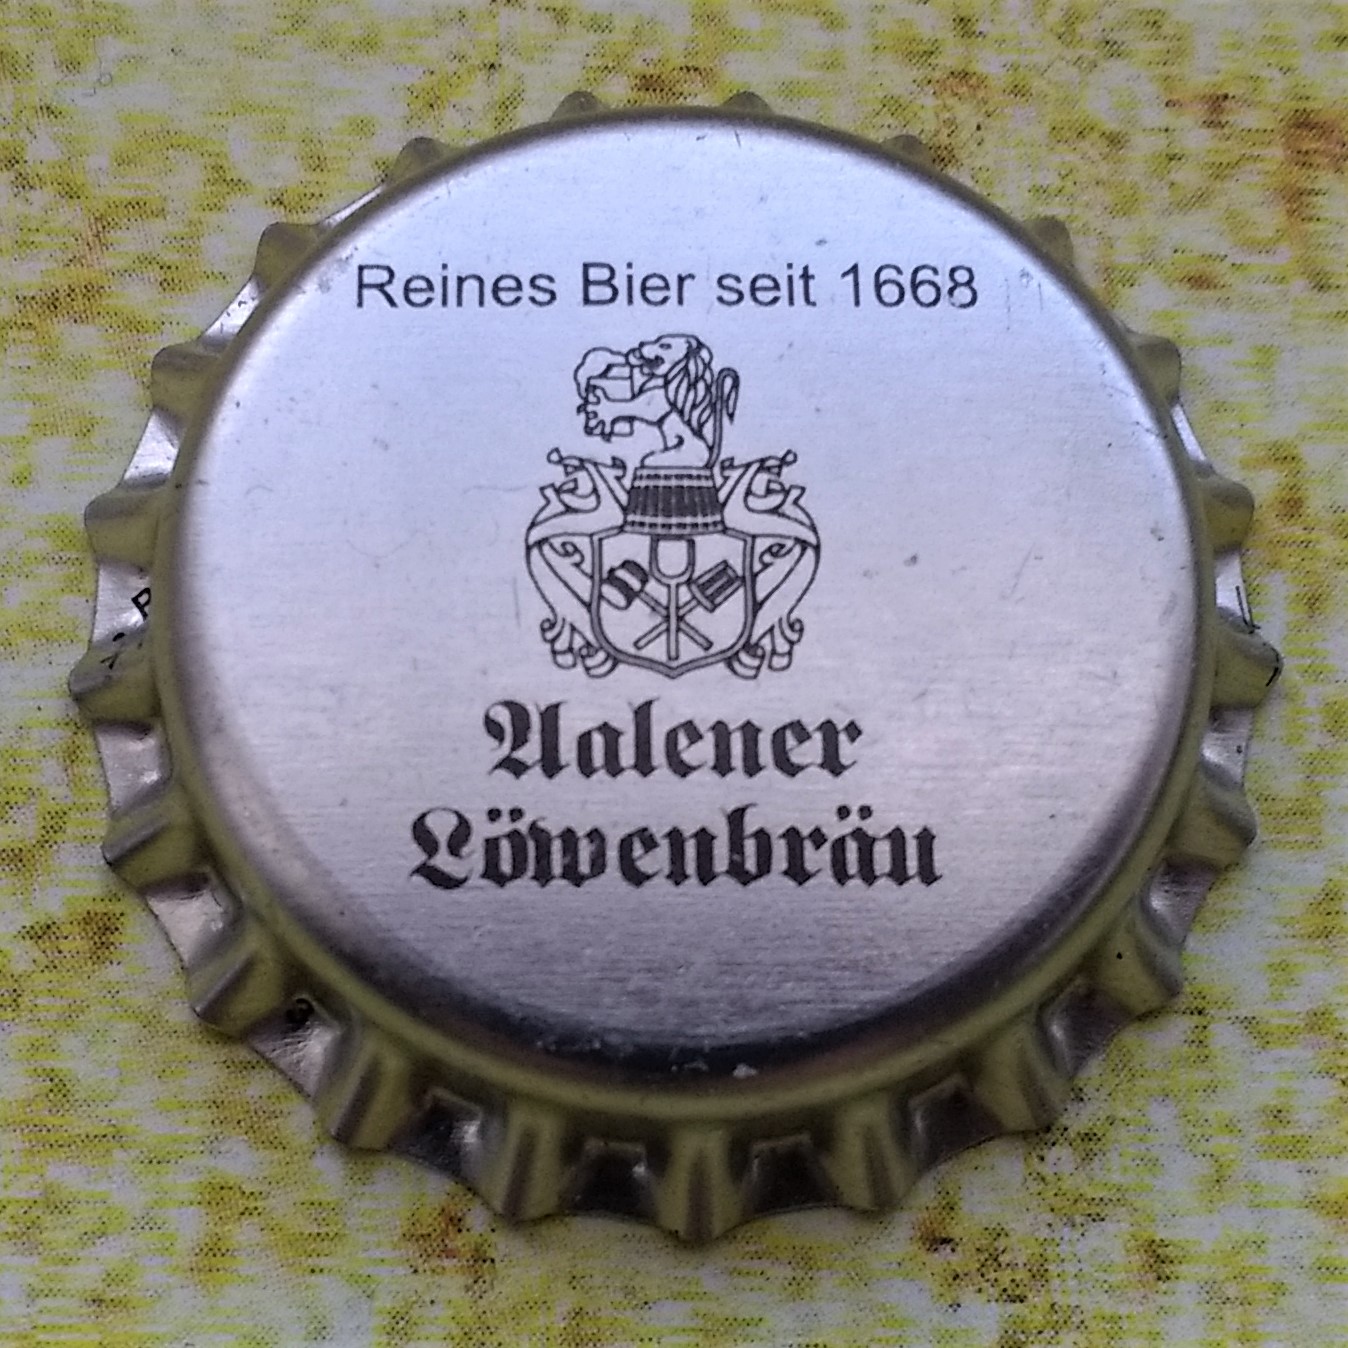 Reines Bier seit 1668
Aalener
Löwenbräu